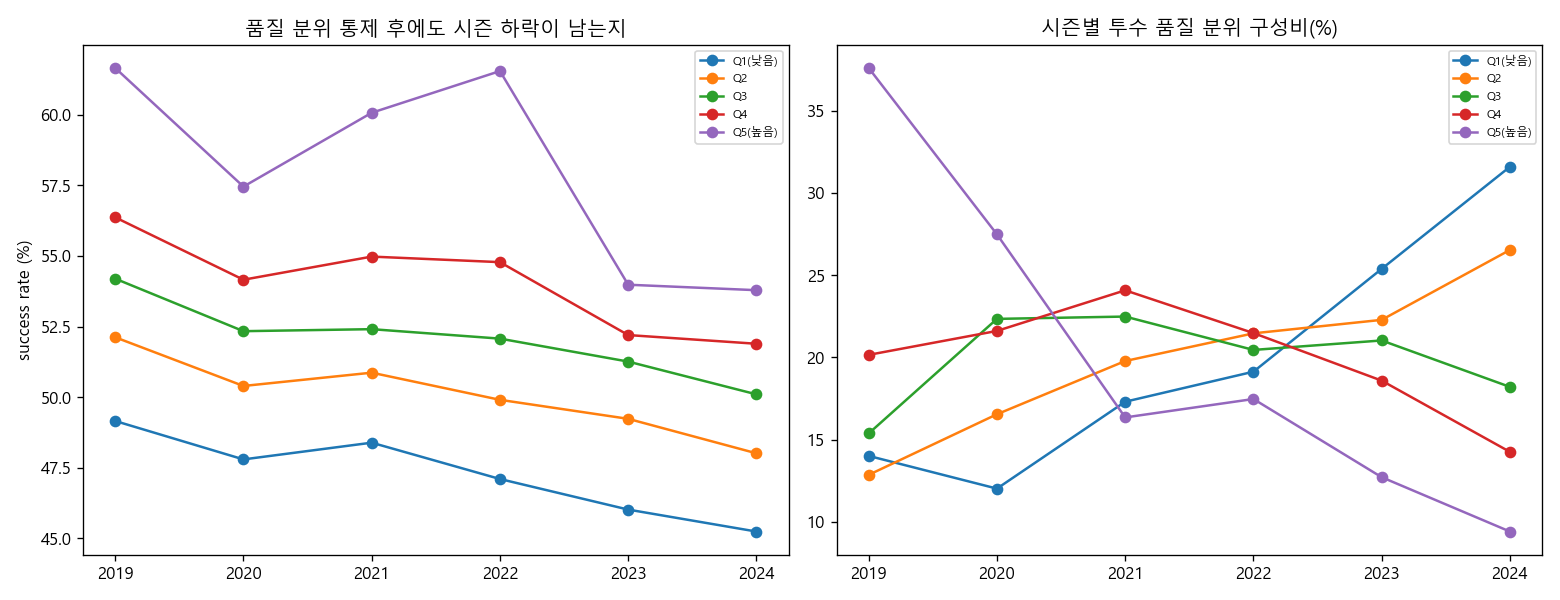 품질 분위 통제 후에도 시즌 하락이 남는지
success rate (%)
60.0
57.5
55.0
52.5
50.0
47.5
45.0
2019 2020 2021 2022 2023 2024
Q1(낮음)
Q2
Q3
Q4
Q5(높음)
시즌별 투수 품질 분위 구성비(%)
35
30
25
20
15
10
2019 2020 2021 2022 2023 2024
Q1(낮음)
Q2
Q3
Q4
Q5(높음)